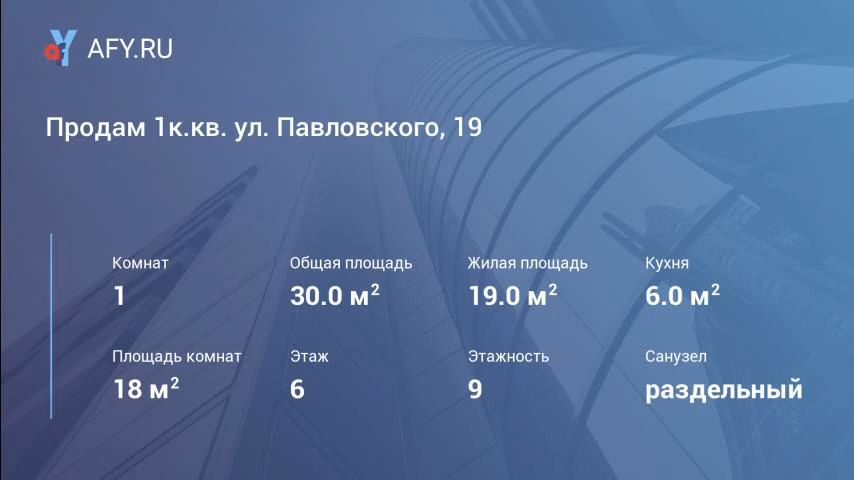 AFY.RU
Продам 1к.кв. ул. Павловского, 19
Комнат
1
Общая площадь
30.0 м²
Жилая площадь
19.0 м²
Кухня
6.0 м²
Площадь комнат
18 м²
Этаж
6
Этажность
9
Санузел
раздельный